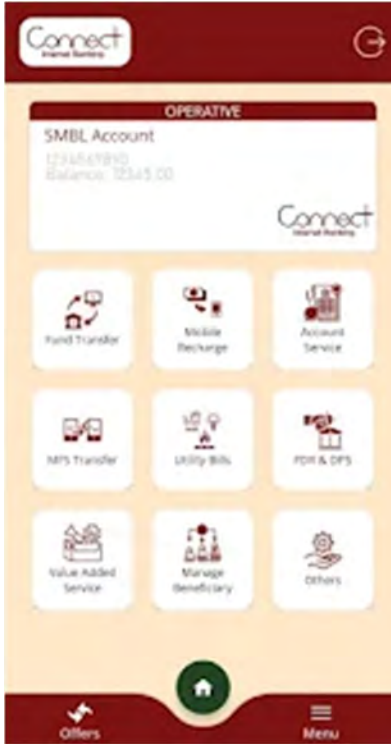 Connect
Internet Banking
OPERATIVE
SMBL Account
1234567890
Balance: 12345.00
Connect
Internet Banking
Fund Transfer
Mobile
Recharge
Account
Service
MFS Transfer
Utility Bills
FDR & DPS
Value Added
Service
Manage
Beneficiary
Others
Offers
Menu